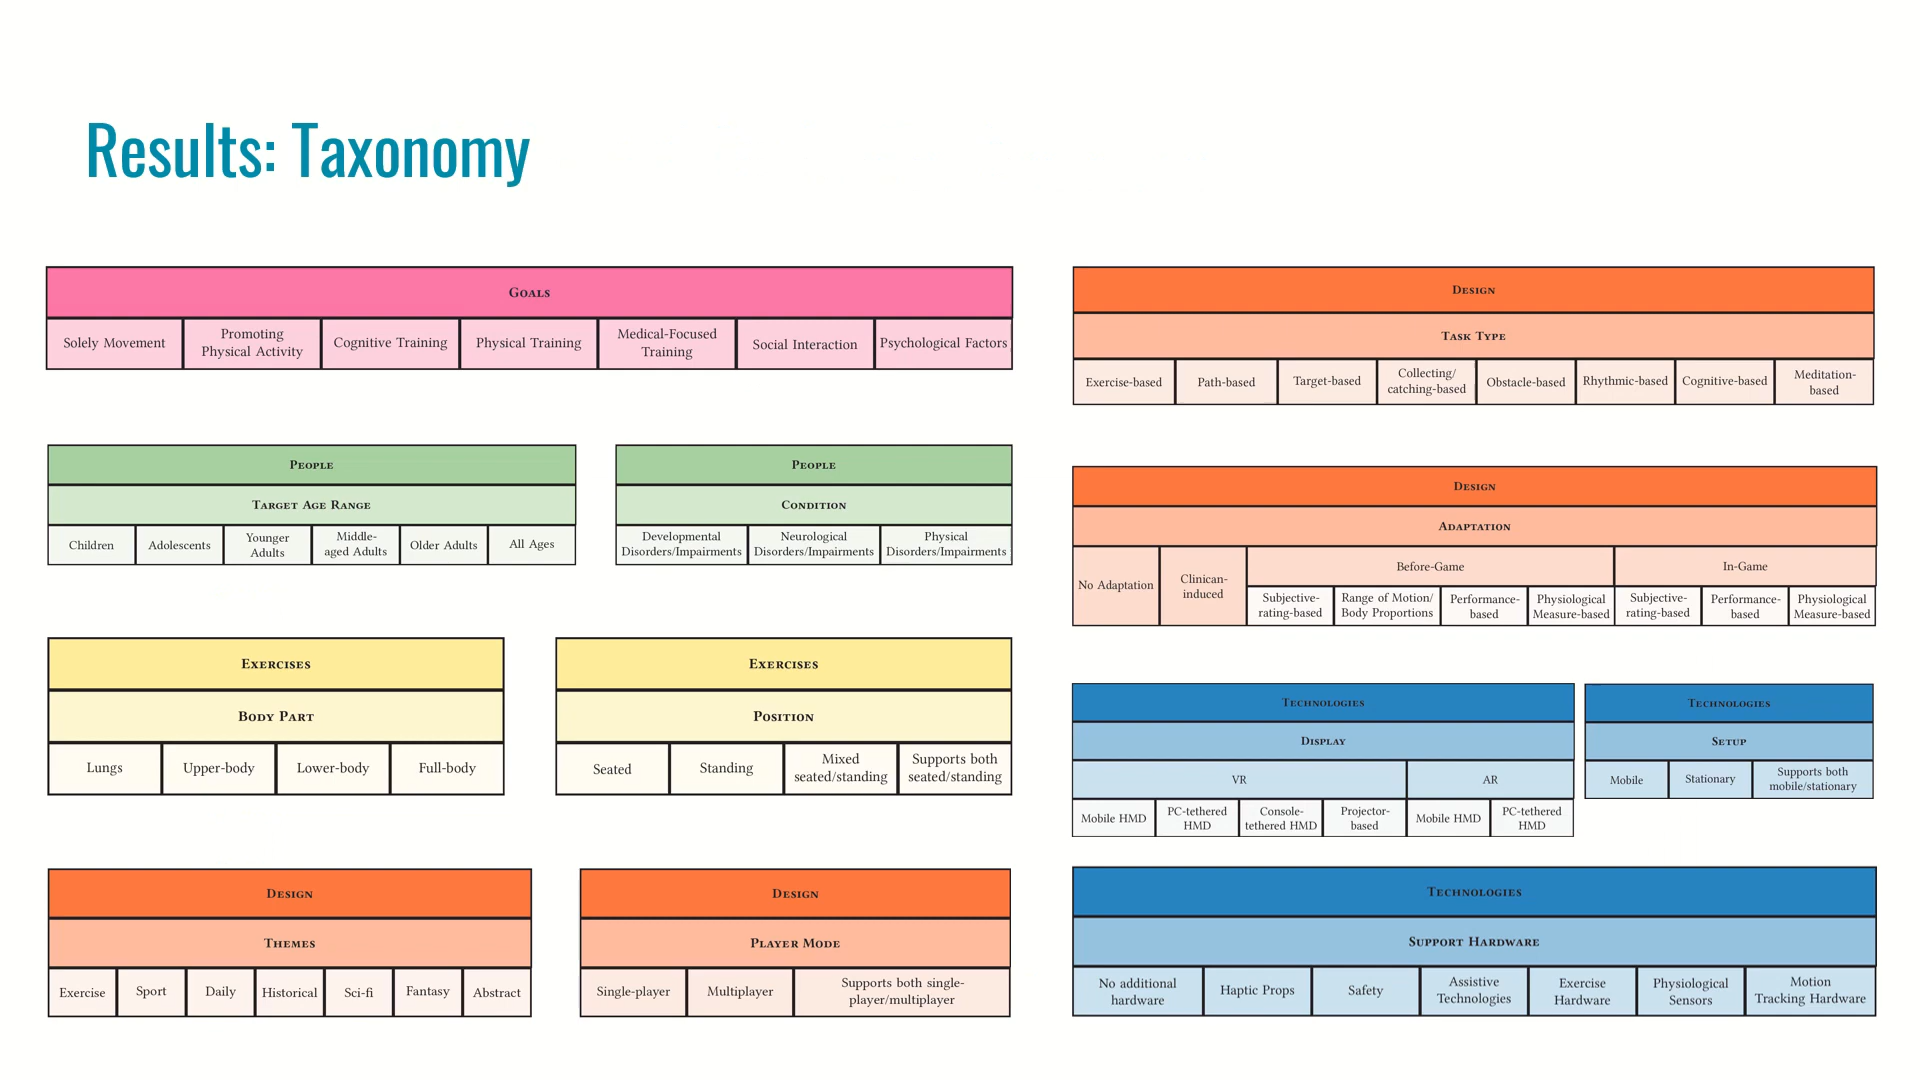 Results: Taxonomy
Goals
Solely Movement
Promoting
Physical Activity
Cognitive Training
Physical Training
Medical-Focused
Training
Social Interaction
Psychological Factors
People
Target Age Range
Children
Adolescents
Younger
Adults
Middle-
aged Adults
Older Adults
All Ages
People
Condition
Developmental
Disorders/Impairments
Neurological
Disorders/Impairments
Physical
Disorders/Impairments
Exercises
Body Part
Lungs
Upper-body
Lower-body
Full-body
Exercises
Position
Seated
Standing
Mixed
seated/standing
Supports both
seated/standing
Design
Themes
Exercise
Sport
Daily
Historical
Sci-fi
Fantasy
Abstract
Design
Player Mode
Single-player
Multiplayer
Supports both single-
player/multiplayer
Design
Task Type
Exercise-based
Path-based
Target-based
Collecting/
catching-based
Obstacle-based
Rhythmic-based
Cognitive-based
Meditation-
based
Design
Adaptation
No Adaptation
Clinican-
induced
Before-Game
Subjective-
rating-based
Range of Motion/
Body Proportions
Performance-
based
Physiological
Measure-based
In-Game
Subjective-
rating-based
Performance-
based
Physiological
Measure-based
Technologies
Display
VR
Mobile HMD
PC-tethered
HMD
Console-
tethered HMD
Projector-
based
AR
Mobile HMD
PC-tethered
HMD
Technologies
Setup
Mobile
Stationary
Supports both
mobile/stationary
Technologies
Support Hardware
No additional
hardware
Haptic Props
Safety
Assistive
Technologies
Exercise
Hardware
Physiological
Sensors
Motion
Tracking Hardware